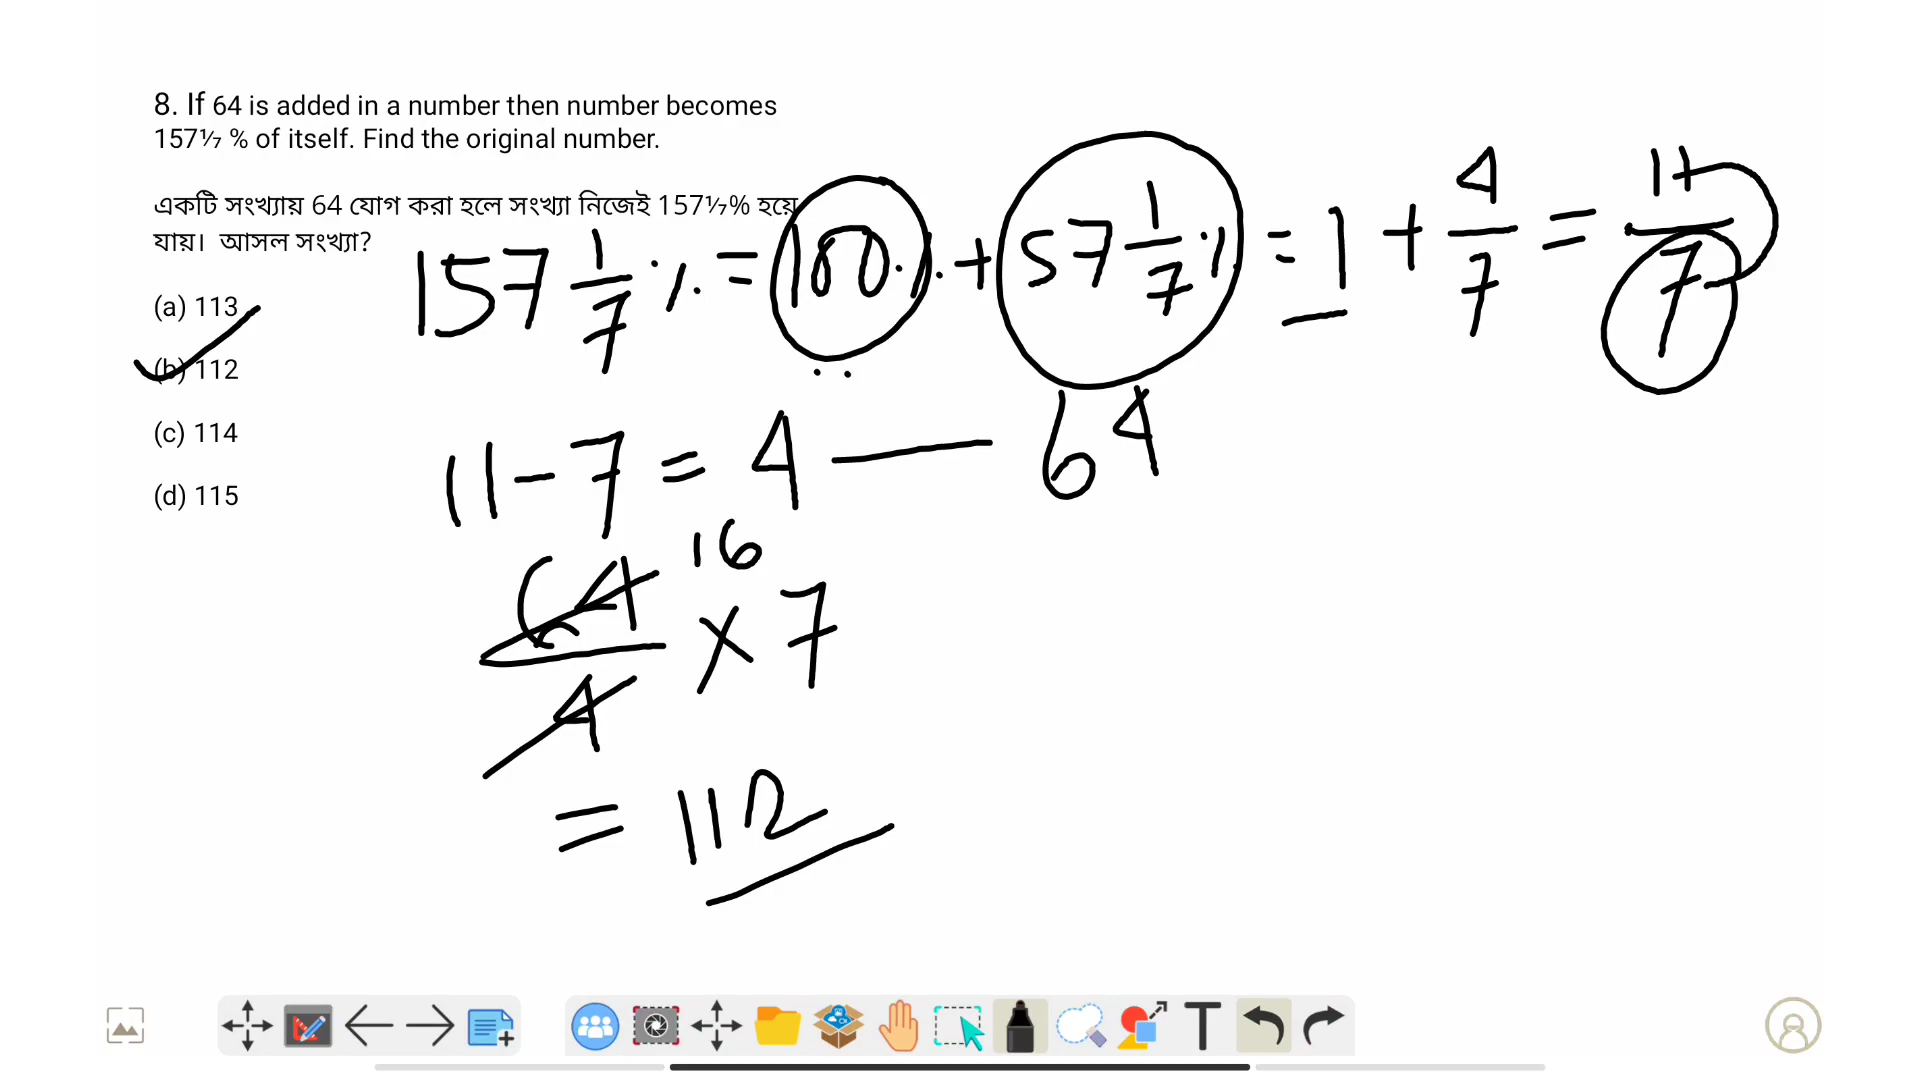 8. If 64 is added in a number then number becomes
157⅐ % of itself. Find the original number.
একটি সংখ্যায় 64 যোগ করা হলে সংখ্যা নিজেই 157⅐% হয়ে
যায়। আসল সংখ্যা?
157 1/7 % = 100% + 57 1/7 % = 1 + 4/7 = 11/7
(a) 113
(b) 112
(c) 114
(d) 115
11 - 7 = 4 — 64
64/4 16 × 7
= 112
T